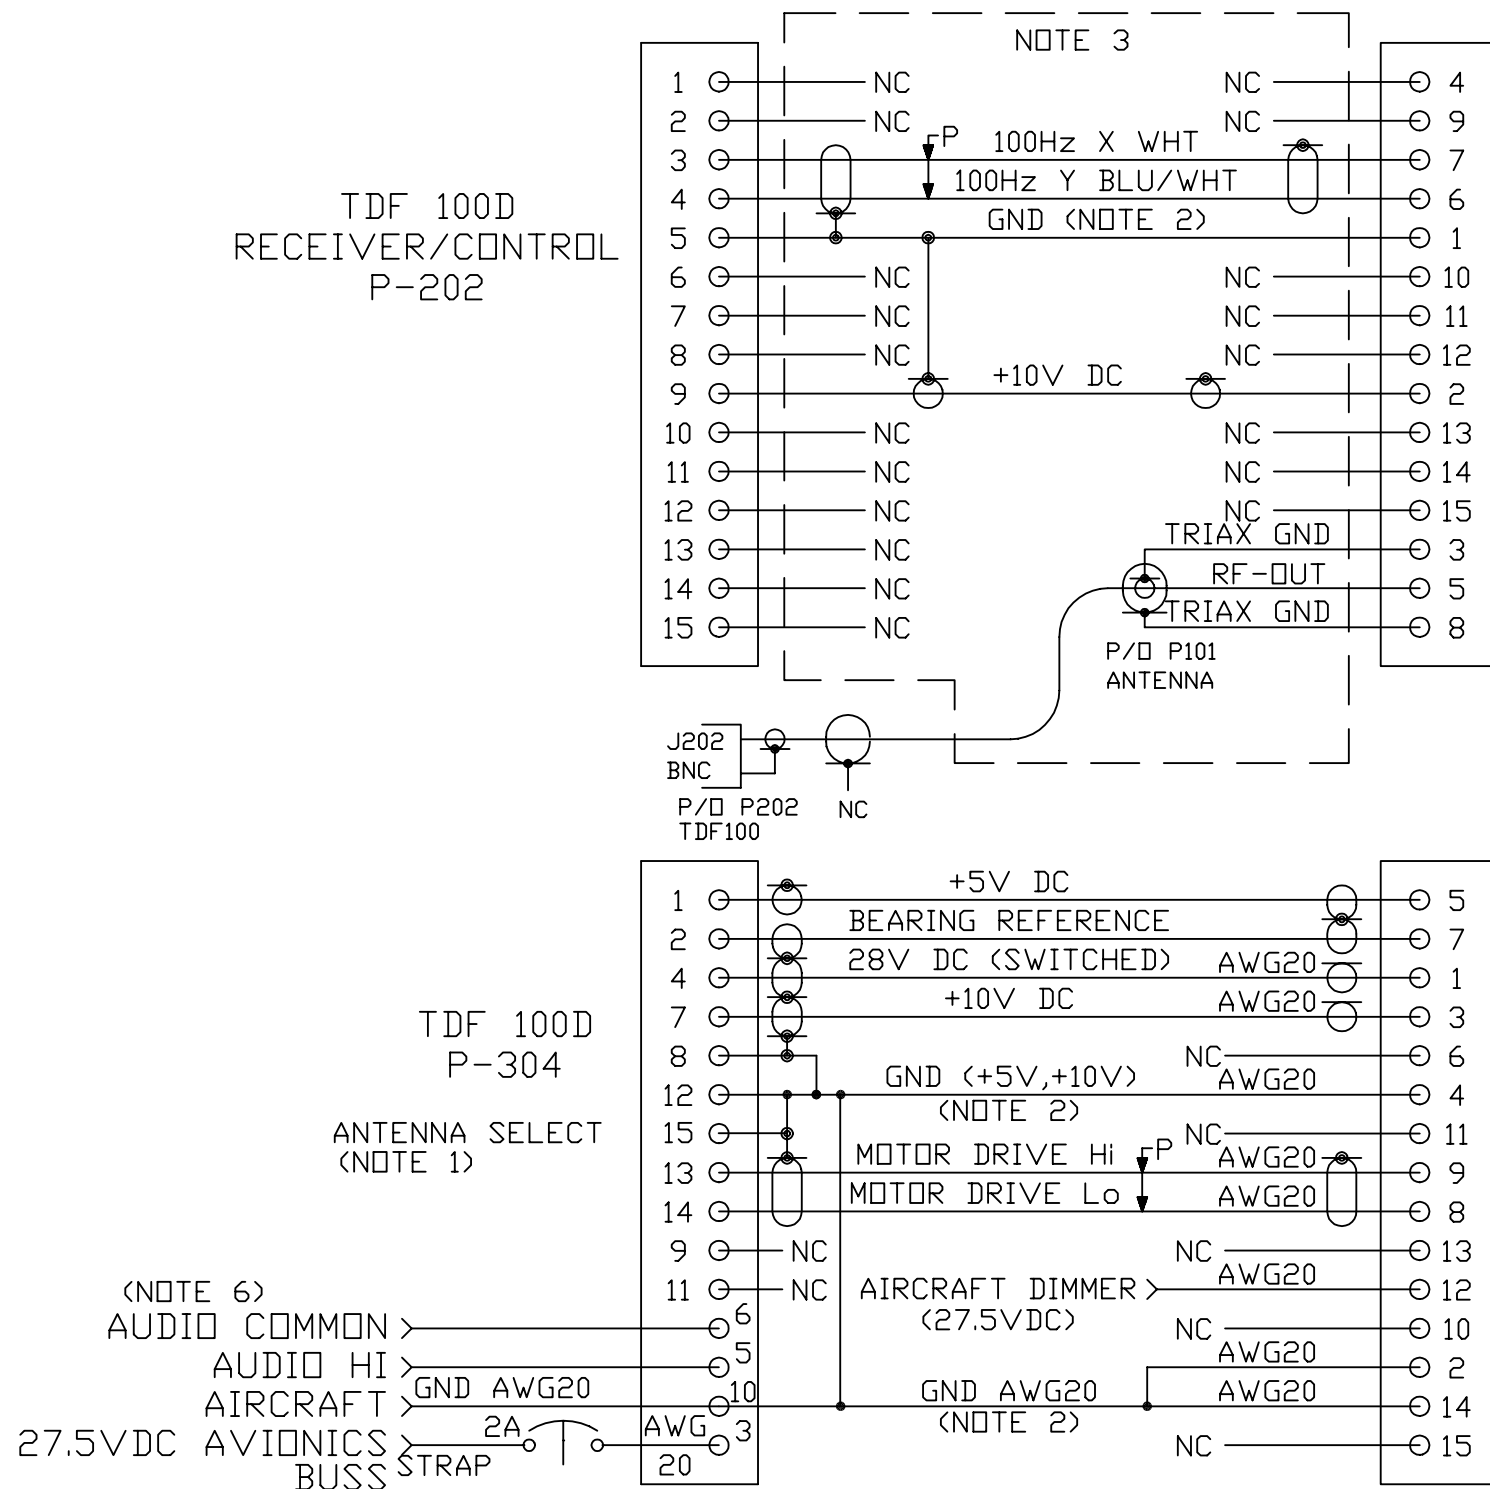 NOTE 3
1 NC NC 4
2 NC NC 9
P
3 100Hz X WHT 7
4 100Hz Y BLU/WHT 6
5 GND (NOTE 2) 1
TDF 100D
RECEIVER/CONTROL
P-202
6 NC NC 10
7 NC NC 11
8 NC NC 12
9 +10V DC 2
10 NC NC 13
11 NC NC 14
12 NC NC 15
13 NC TRIAX GND 3
14 NC RF-OUT 5
15 NC TRIAX GND 8
P/O P101
ANTENNA
J202
BNC
P/O P202
TDF100
NC
1 +5V DC 5
2 BEARING REFERENCE 7
4 28V DC (SWITCHED) AWG20 1
7 +10V DC AWG20 3
TDF 100D
P-304
8 NC 6
12 GND (+5V,+10V) AWG20 4
(NOTE 2)
ANTENNA SELECT
(NOTE 1)
15 NC 11
13 MOTOR DRIVE Hi P AWG20 9
14 MOTOR DRIVE Lo AWG20 8
9 NC NC 13
11 NC AIRCRAFT DIMMER AWG20 12
(27.5VDC)
(NOTE 6)
AUDIO COMMON 6 NC 10
AUDIO HI 5 AWG20 2
AIRCRAFT GND AWG20 10 GND AWG20 AWG20 14
(NOTE 2)
27.5VDC AVIONICS 2A AWG 3 NC 15
BUSS STRAP 20